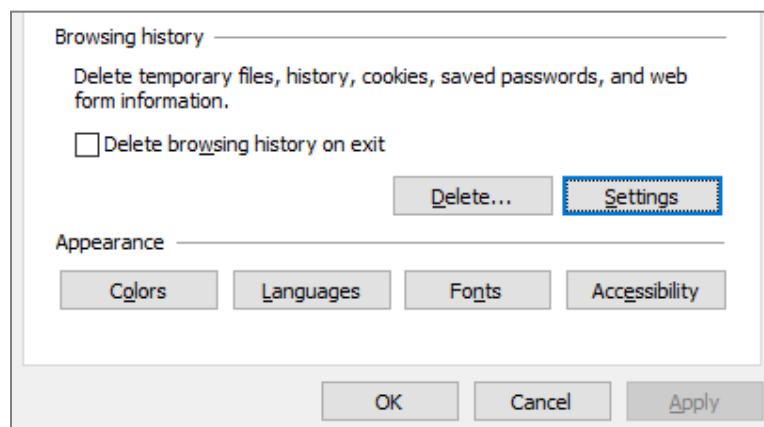 Browsing history
Delete temporary files, history, cookies, saved passwords, and web
form information.
Delete browsing history on exit
Delete... Settings
Appearance
Colors Languages Fonts Accessibility
OK Cancel Apply